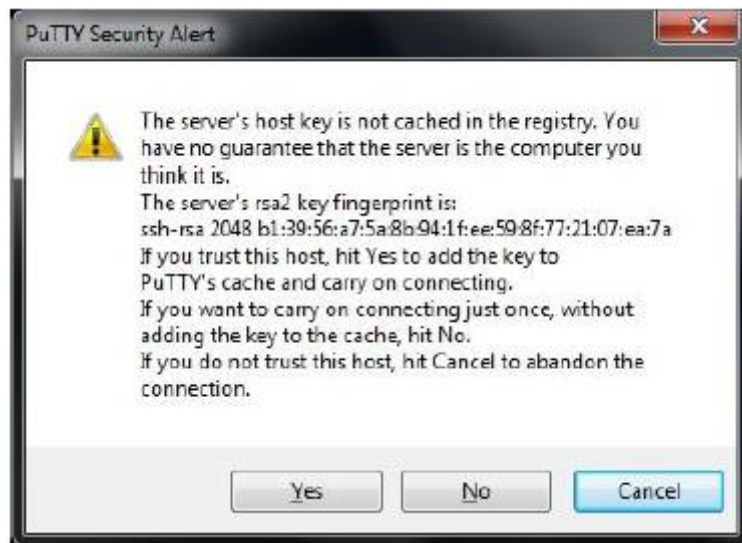 PuTTY Security Alert
The server's host key is not cached in the registry. You
have no guarantee that the server is the computer you
think it is.
The server's rsa2 key fingerprint is:
ssh-rsa 2048 b1:39:56:a7:5a:8b:94:1f:ee:59:8f:77:21:07:ea:7a
If you trust this host, hit Yes to add the key to
PuTTY's cache and carry on connecting.
If you want to carry on connecting just once, without
adding the key to the cache, hit No.
If you do not trust this host, hit Cancel to abandon the
connection.
Yes
No
Cancel